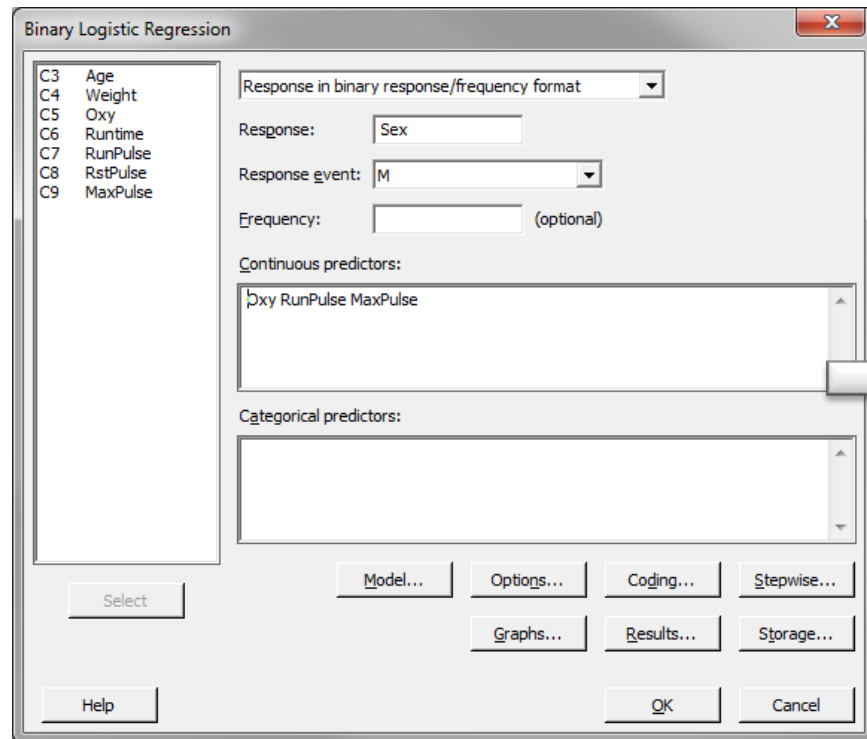 Binary Logistic Regression
C3 Age
C4 Weight
C5 Oxy
C6 Runtime
C7 RunPulse
C8 RstPulse
C9 MaxPulse
Response in binary response/frequency format
Response: Sex
Response event: M
Frequency: (optional)
Continuous predictors:
Oxy RunPulse MaxPulse
Categorical predictors:
Model... Options... Coding... Stepwise...
Select
Graphs... Results... Storage...
Help OK Cancel